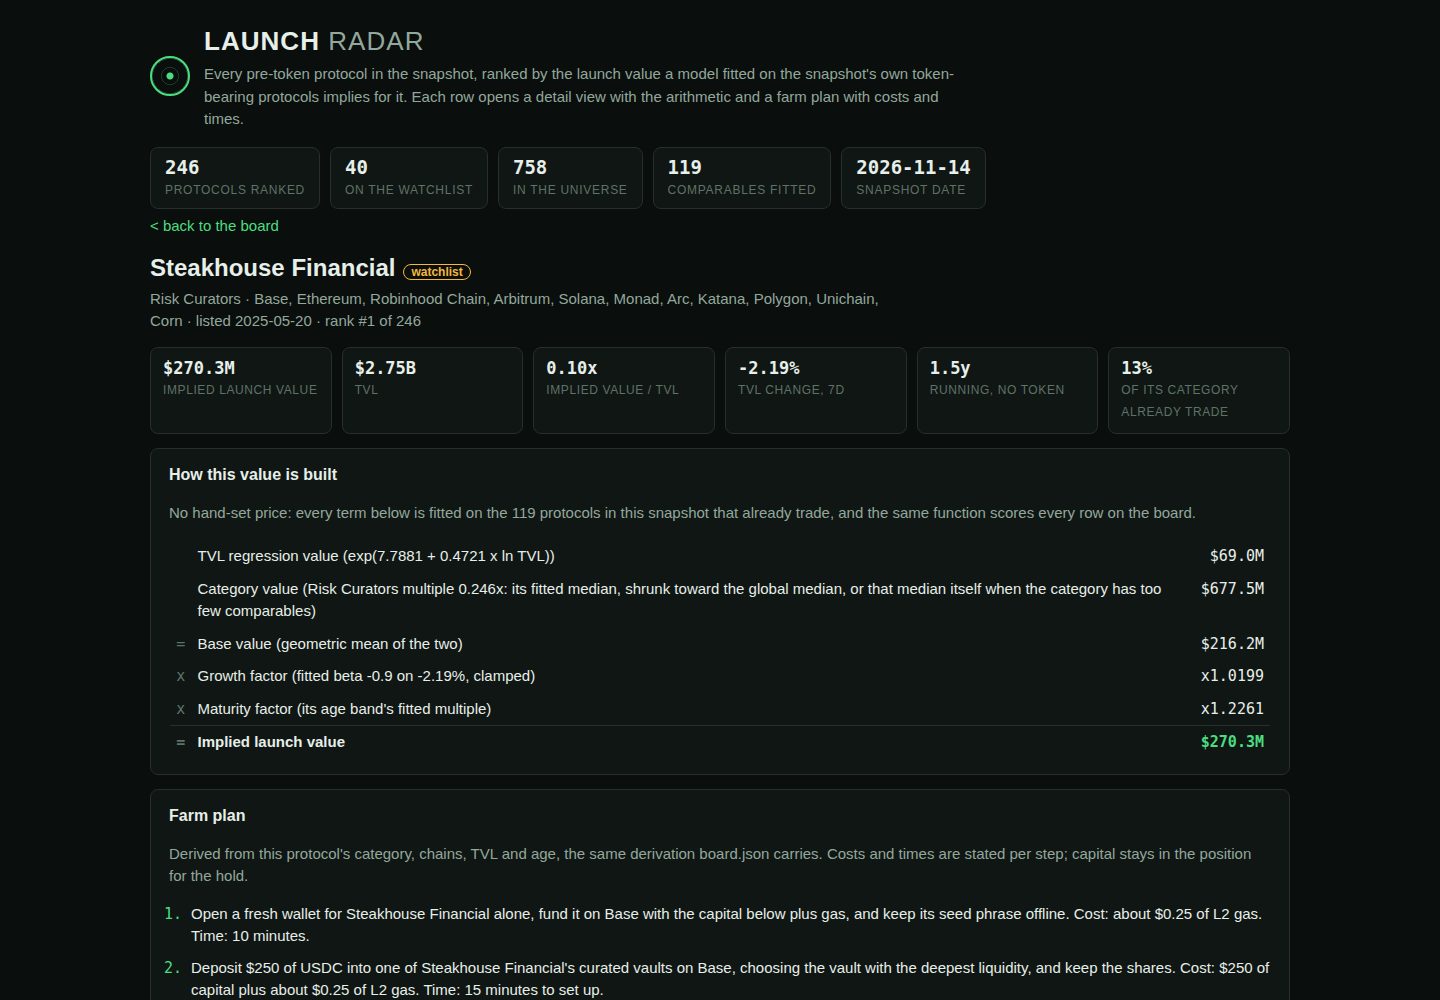 LAUNCH RADAR
Every pre-token protocol in the snapshot, ranked by the launch value a model fitted on the snapshot's own token-
bearing protocols implies for it. Each row opens a detail view with the arithmetic and a farm plan with costs and
times.
246
PROTOCOLS RANKED
40
ON THE WATCHLIST
758
IN THE UNIVERSE
119
COMPARABLES FITTED
2026-11-14
SNAPSHOT DATE
< back to the board
Steakhouse Financial watchlist
Risk Curators · Base, Ethereum, Robinhood Chain, Arbitrum, Solana, Monad, Arc, Katana, Polygon, Unichain,
Corn · listed 2025-05-20 · rank #1 of 246
$270.3M
IMPLIED LAUNCH VALUE
$2.75B
TVL
0.10x
IMPLIED VALUE / TVL
-2.19%
TVL CHANGE, 7D
1.5y
RUNNING, NO TOKEN
13%
OF ITS CATEGORY
ALREADY TRADE
How this value is built
No hand-set price: every term below is fitted on the 119 protocols in this snapshot that already trade, and the same function scores every row on the board.
TVL regression value (exp(7.7881 + 0.4721 x ln TVL)) $69.0M
Category value (Risk Curators multiple 0.246x: its fitted median, shrunk toward the global median, or that median itself when the category has too $677.5M
few comparables)
= Base value (geometric mean of the two) $216.2M
x Growth factor (fitted beta -0.9 on -2.19%, clamped) x1.0199
x Maturity factor (its age band's fitted multiple) x1.2261
= Implied launch value $270.3M
Farm plan
Derived from this protocol's category, chains, TVL and age, the same derivation board.json carries. Costs and times are stated per step; capital stays in the position
for the hold.
1. Open a fresh wallet for Steakhouse Financial alone, fund it on Base with the capital below plus gas, and keep its seed phrase offline. Cost: about $0.25 of L2 gas.
Time: 10 minutes.
2. Deposit $250 of USDC into one of Steakhouse Financial's curated vaults on Base, choosing the vault with the deepest liquidity, and keep the shares. Cost: $250 of
capital plus about $0.25 of L2 gas. Time: 15 minutes to set up.